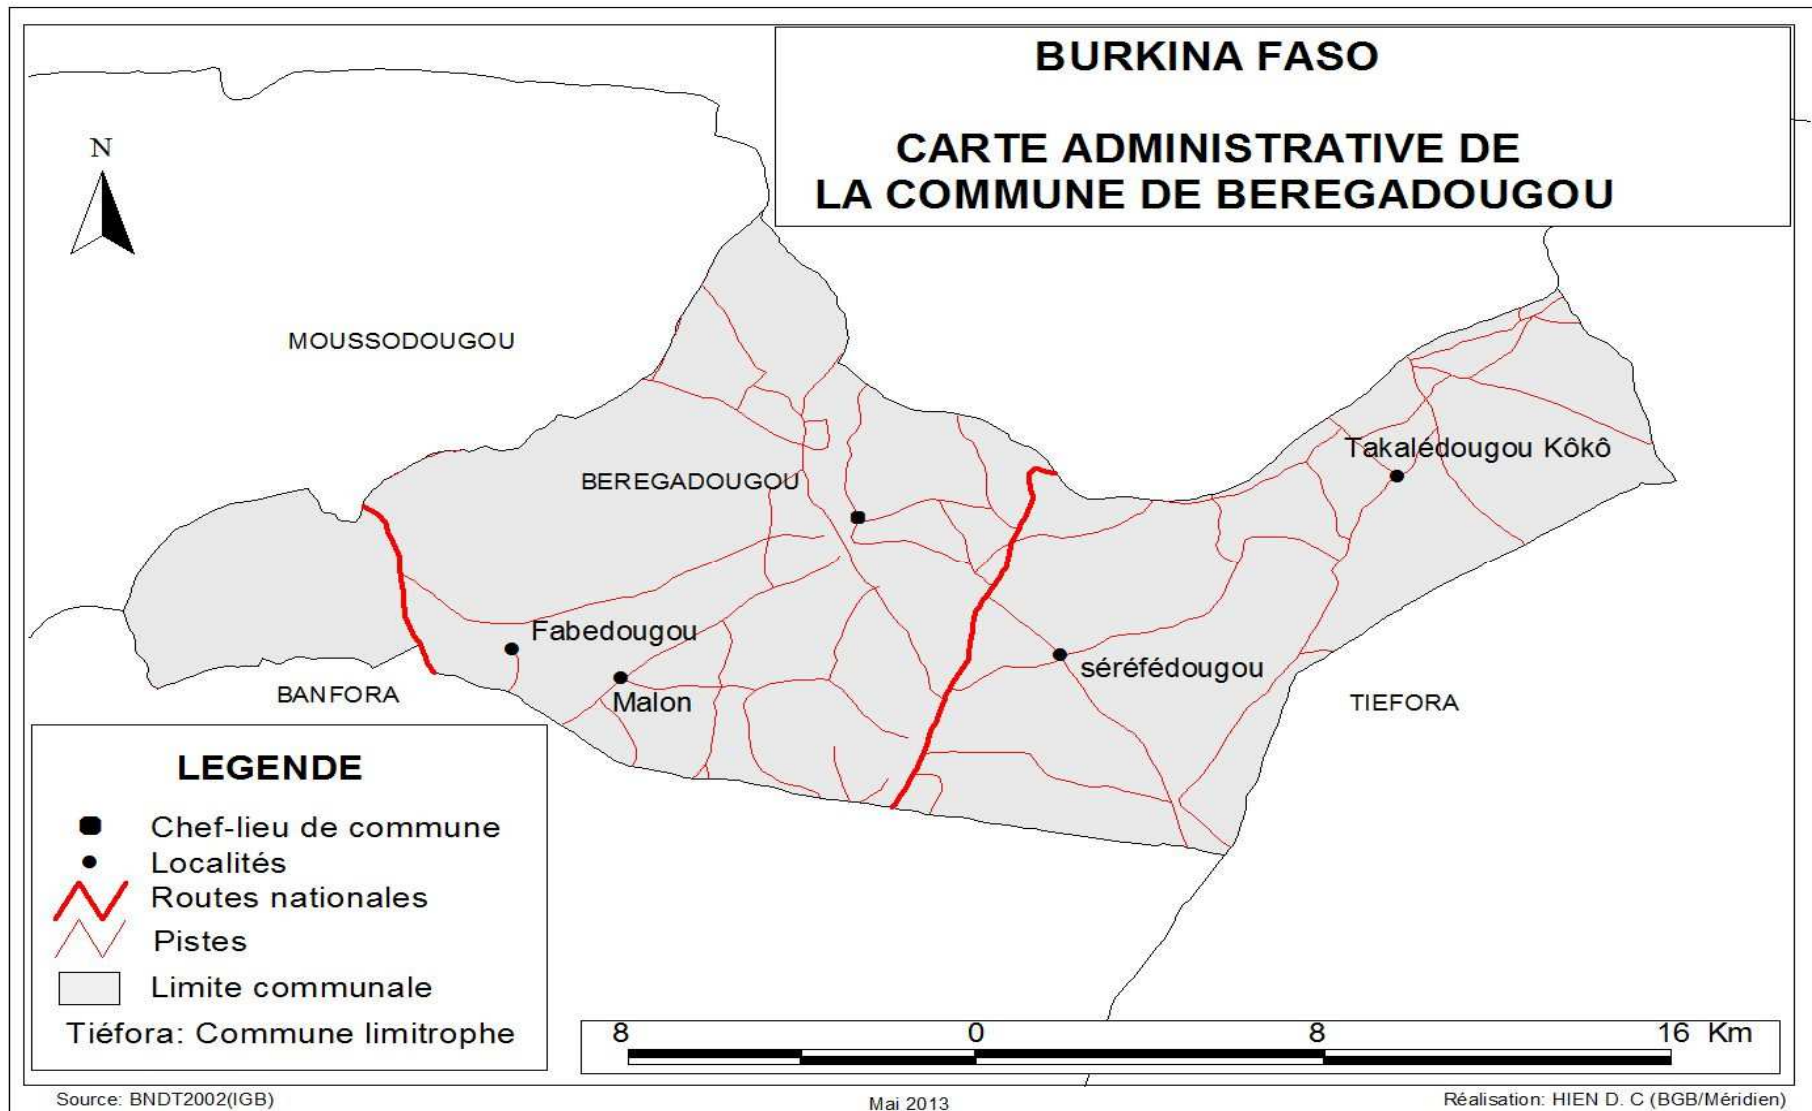 BURKINA FASO
CARTE ADMINISTRATIVE DE
LA COMMUNE DE BEREGADOUGOU
N
MOUSSODOUGOU
Takalédougou Kôkô
BEREGADOUGOU
Fabedougou
séréfédougou
BANFORA
Malon
TIEFORA
LEGENDE
Chef-lieu de commune
Localités
Routes nationales
Pistes
Limite communale
Tiéfora: Commune limitrophe
8 0 8 16 Km
Source: BNDT2002(IGB)
Mai 2013
Réalisation: HIEN D. C (BGB/Méridien)